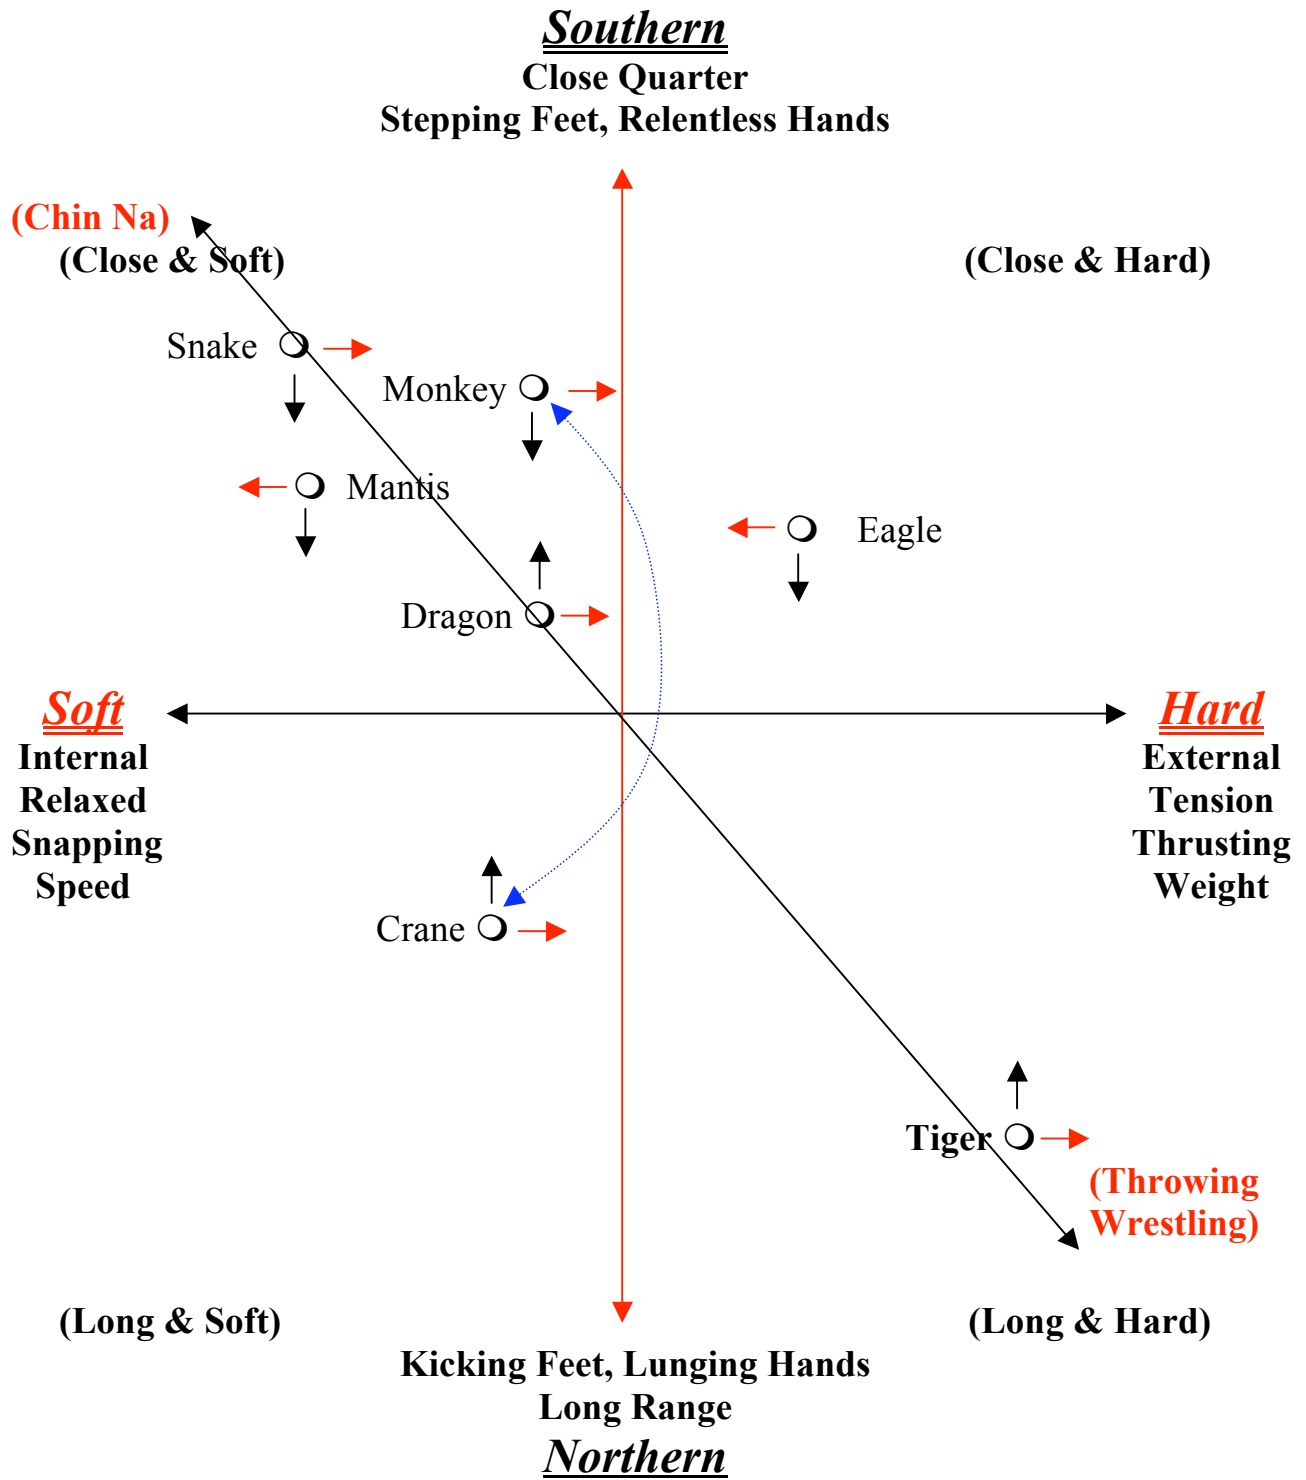 Southern
Close Quarter
Stepping Feet, Relentless Hands
(Chin Na)
(Close & Soft)
(Close & Hard)
Snake
Monkey
Mantis
Eagle
Dragon
Soft
Internal
Relaxed
Snapping
Speed
Hard
External
Tension
Thrusting
Weight
Crane
Tiger
(Throwing
Wrestling)
(Long & Soft)
(Long & Hard)
Kicking Feet, Lunging Hands
Long Range
Northern